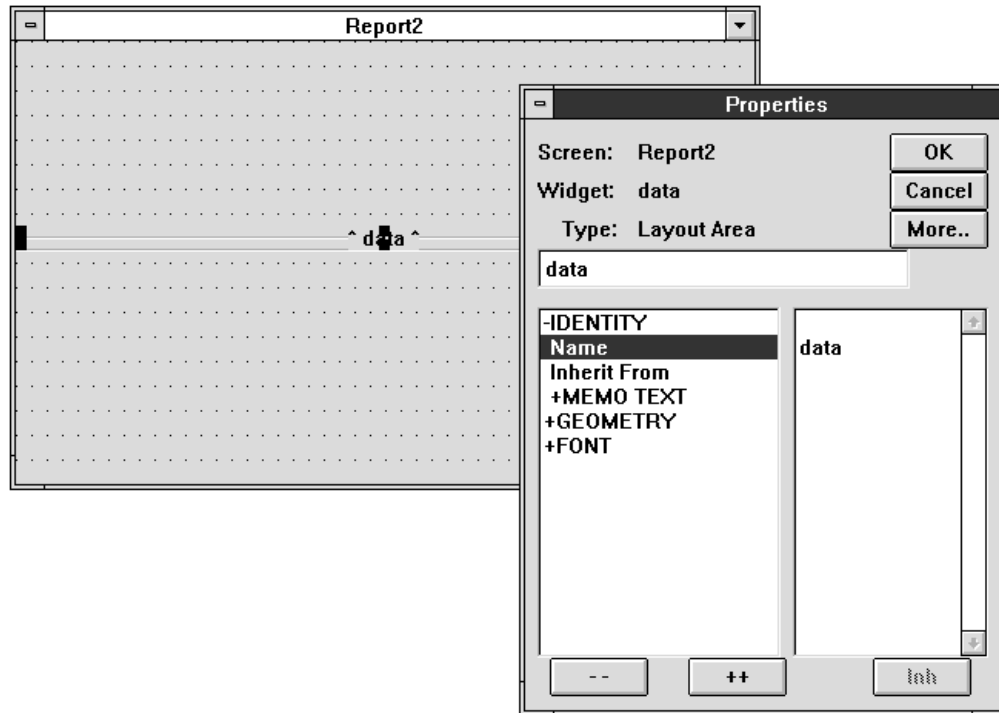 Report2
^ data ^
Properties
Screen: Report2
OK
Widget: data
Cancel
Type: Layout Area
More..
data
-IDENTITY
Name
data
Inherit From
+MEMO TEXT
+GEOMETRY
+FONT
--
++
Inh